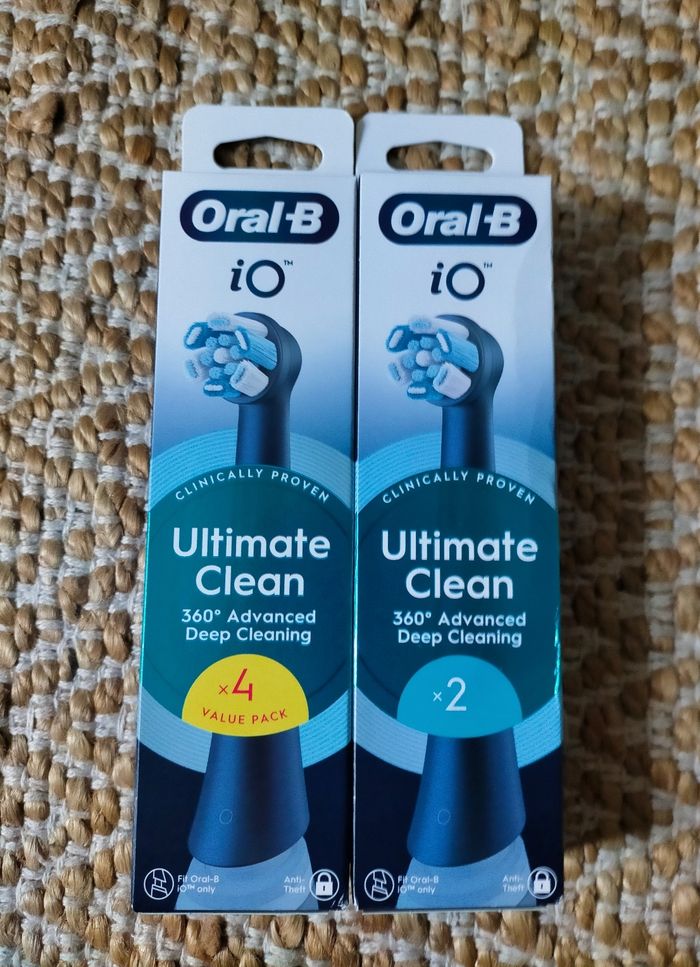 Oral-B
iO™
CLINICALLY PROVEN
Ultimate
Clean
360° Advanced
Deep Cleaning
×4
VALUE PACK
Fit Oral-B
iO™ only
Anti-
Theft
Oral-B
iO™
CLINICALLY PROVEN
Ultimate
Clean
360° Advanced
Deep Cleaning
×2
Fit Oral-B
iO™ only
Anti-
Theft